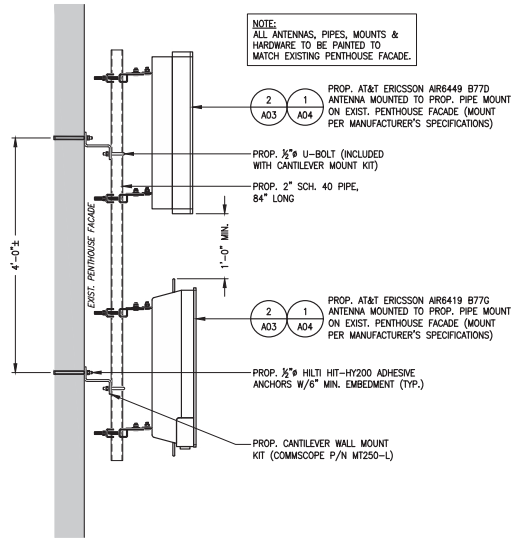 NOTE:
ALL ANTENNAS, PIPES, MOUNTS &
HARDWARE TO BE PAINTED TO
MATCH EXISTING PENTHOUSE FACADE.
2
A03
1
A04
PROP. AT&T ERICSSON AIR6449 B77D
ANTENNA MOUNTED TO PROP. PIPE MOUNT
ON EXIST. PENTHOUSE FACADE (MOUNT
PER MANUFACTURER'S SPECIFICATIONS)
PROP. ½"ø U-BOLT (INCLUDED
WITH CANTILEVER MOUNT KIT)
PROP. 2" SCH. 40 PIPE,
84" LONG
4'-0"±
EXIST. PENTHOUSE FACADE
1'-0" MIN.
2
A03
1
A04
PROP. AT&T ERICSSON AIR6419 B77G
ANTENNA MOUNTED TO PROP. PIPE MOUNT
ON EXIST. PENTHOUSE FACADE (MOUNT
PER MANUFACTURER'S SPECIFICATIONS)
PROP. ½"ø HILTI HIT-HY200 ADHESIVE
ANCHORS W/6" MIN. EMBEDMENT (TYP.)
PROP. CANTILEVER WALL MOUNT
KIT (COMMSCOPE P/N MT250-L)